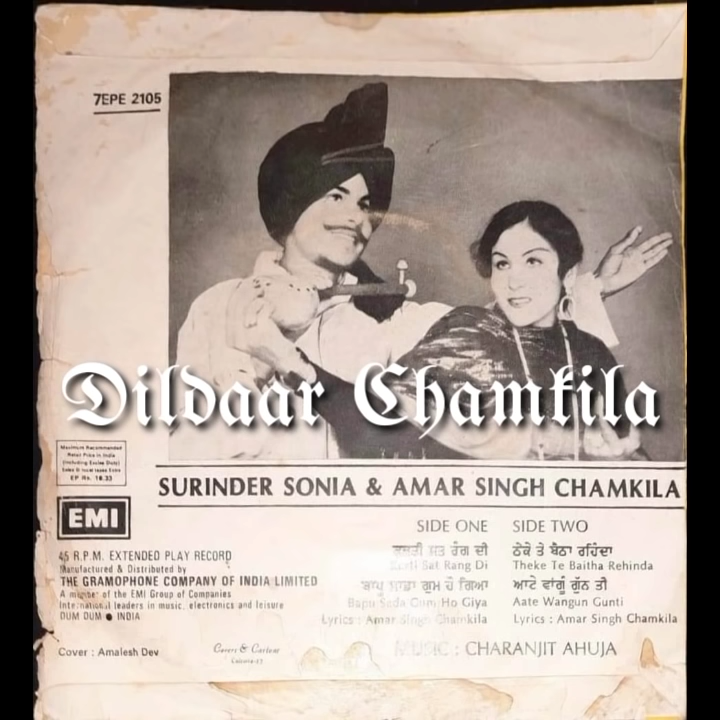 7EPE 2105
Dildaar Chamkila
Maximum Recommended
Retail Price in India
(Including Excise Duty)
EP Rs. 16.33
SURINDER SONIA & AMAR SINGH CHAMKILA
EMI
45 R.P.M. EXTENDED PLAY RECORD
Manufactured & Distributed by
THE GRAMOPHONE COMPANY OF INDIA LIMITED
A member of the EMI Group of Companies
International leaders in music, electronics and leisure
DUM DUM ● INDIA
Cover : Amalesh Dev
SIDE ONE
ਰੰਗ ਦੀ
Sat Rang Di
ਬਾਪੂ ਸਾਡਾ ਗੁਮ ਹੋ ਗਿਆ
Bapu Sada Gum Ho Giya
Lyrics : Amar Singh Chamkila
SIDE TWO
ਠੇਕੇ ਤੇ ਬੈਠਾ ਰਹਿੰਦਾ
Theke Te Baitha Rehinda
ਆਟੇ ਵਾਂਗੂੰ ਗੁੰਨ ਤੀ
Aate Wangun Gunti
Lyrics : Amar Singh Chamkila
MUSIC : CHARANJIT AHUJA